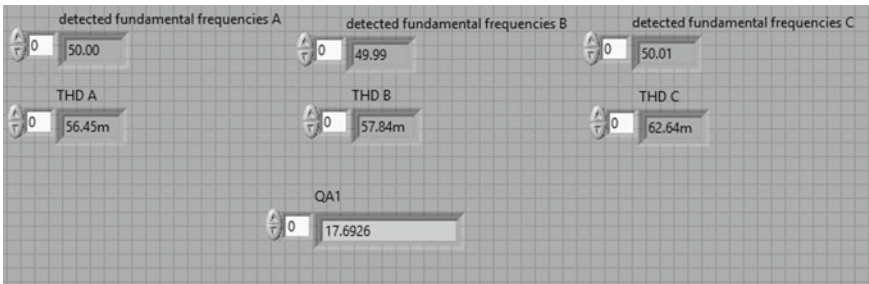 detected fundamental frequencies A
detected fundamental frequencies B
detected fundamental frequencies C
0 50.00
0 49.99
0 50.01
THD A
THD B
THD C
0 56.45m
0 57.84m
0 62.64m
QA1
0 17.6926